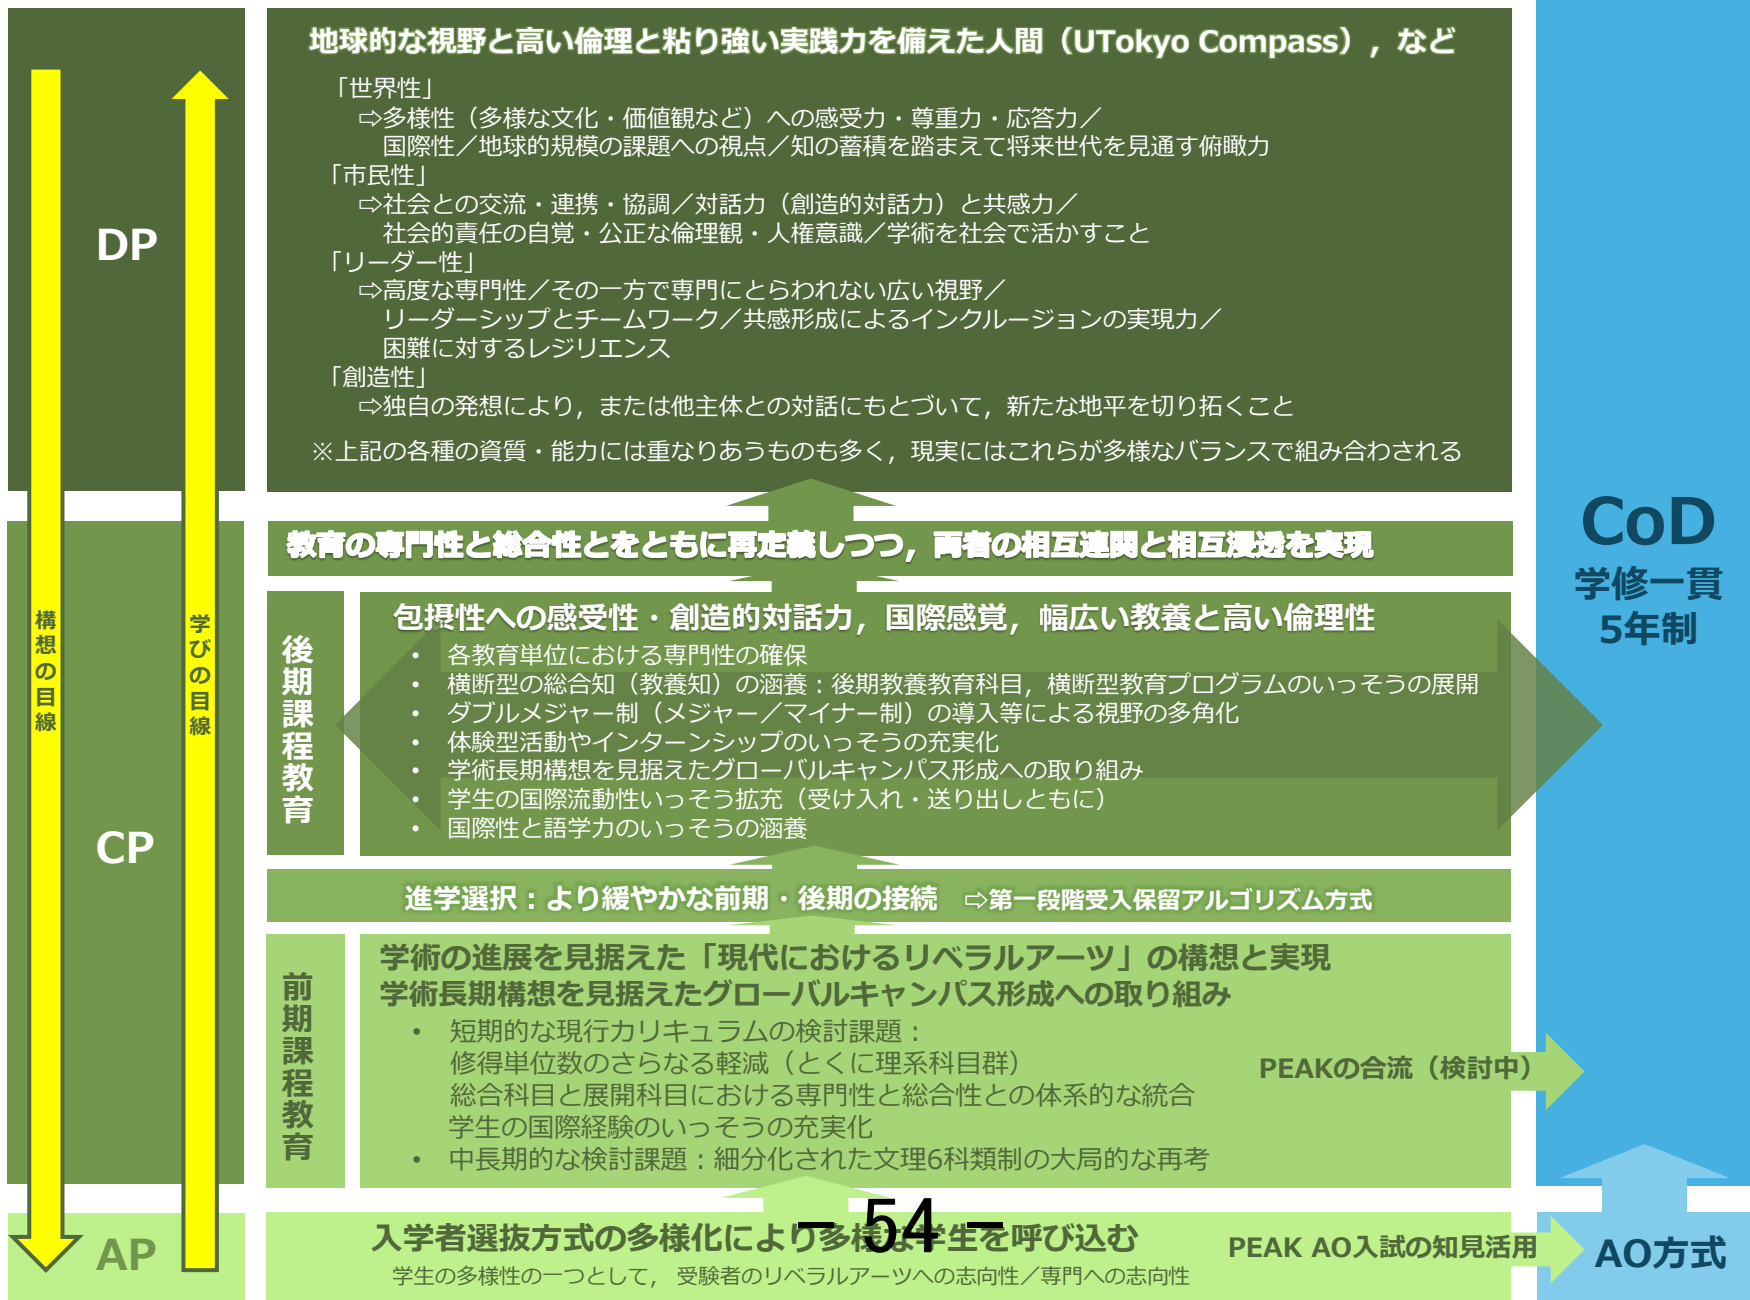 地球的な視野と高い倫理と粘り強い実践力を備えた人間（UTokyo Compass），など
「世界性」
⇨多様性（多様な文化・価値観など）への感受力・尊重力・応答力／
国際性／地球的規模の課題への視点／知の蓄積を踏まえて将来世代を見通す俯瞰力
「市民性」
⇨社会との交流・連携・協調／対話力（創造的対話力）と共感力／
社会的責任の自覚・公正な倫理観・人権意識／学術を社会で活かすこと
「リーダー性」
⇨高度な専門性／その一方で専門にとらわれない広い視野／
リーダーシップとチームワーク／共感形成によるインクルージョンの実現力／
困難に対するレジリエンス
「創造性」
⇨独自の発想により，または他主体との対話にもとづいて，新たな地平を切り拓くこと
※上記の各種の資質・能力には重なりあうものも多く，現実にはこれらが多様なバランスで組み合わされる
DP
構想の目線
学びの目線
CP
教育の専門性と総合性とをともに再定義しつつ，両者の相互連関と相互浸透を実現
後期課程教育
包摂性への感受性・創造的対話力，国際感覚，幅広い教養と高い倫理性
• 各教育単位における専門性の確保
• 横断型の総合知（教養知）の涵養：後期教養教育科目，横断型教育プログラムのいっそうの展開
• ダブルメジャー制（メジャー／マイナー制）の導入等による視野の多角化
• 体験型活動やインターンシップのいっそうの充実化
• 学術長期構想を見据えたグローバルキャンパス形成への取り組み
• 学生の国際流動性いっそう拡充（受け入れ・送り出しともに）
• 国際性と語学力のいっそうの涵養
進学選択：より緩やかな前期・後期の接続 ⇨第一段階受入保留アルゴリズム方式
前期課程教育
学術の進展を見据えた「現代におけるリベラルアーツ」の構想と実現
学術長期構想を見据えたグローバルキャンパス形成への取り組み
• 短期的な現行カリキュラムの検討課題：
修得単位数のさらなる軽減（とくに理系科目群）
総合科目と展開科目における専門性と総合性との体系的な統合
学生の国際経験のいっそうの充実化
• 中長期的な検討課題：細分化された文理6科類制の大局的な再考
PEAKの合流（検討中）
CoD
学修一貫
5年制
AP
入学者選抜方式の多様化により多様な学生を呼び込む
学生の多様性の一つとして， 受験者のリベラルアーツへの志向性／専門への志向性
PEAK AO入試の知見活用
AO方式
− 54 −